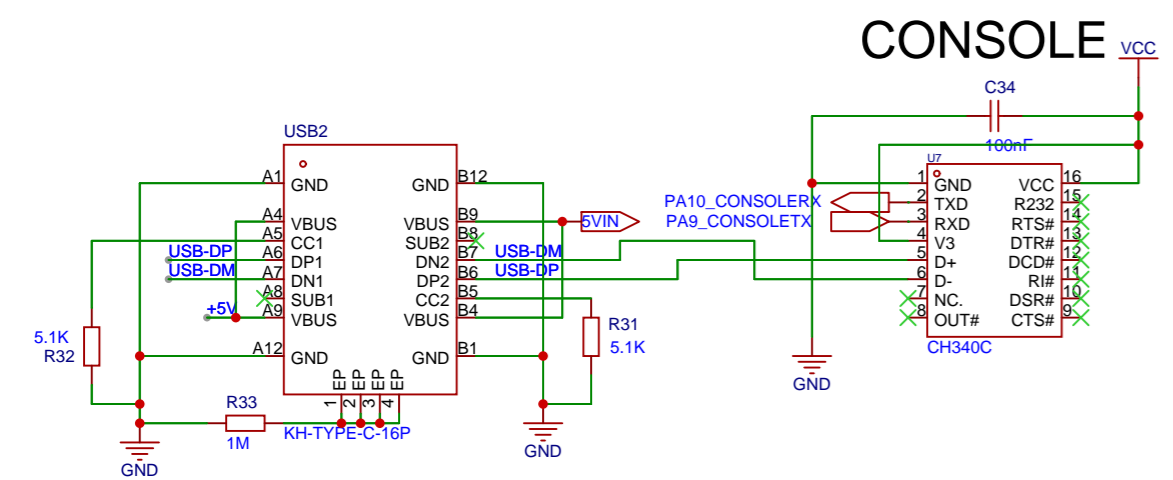 CONSOLE
VCC
C34
100nF
USB2
A1
GND
A4
VBUS
A5
CC1
USB-DP
A6
DP1
USB-DM
A7
DN1
A8
SUB1
+5V
A9
VBUS
A12
GND
GND
B12
VBUS
B9
5VIN
SUB2
B8
DN2
B7
USB-DM
DP2
B6
USB-DP
CC2
B5
VBUS
B4
GND
B1
EP
EP
EP
EP
1
2
3
4
KH-TYPE-C-16P
5.1K
R32
R33
1M
GND
R31
5.1K
GND
U7
1
GND
PA10_CONSOLERX
2
TXD
PA9_CONSOLETX
3
RXD
4
V3
5
D+
6
D-
7
NC.
8
OUT#
VCC
16
R232
15
RTS#
14
DTR#
13
DCD#
12
RI#
11
DSR#
10
CTS#
9
CH340C
GND